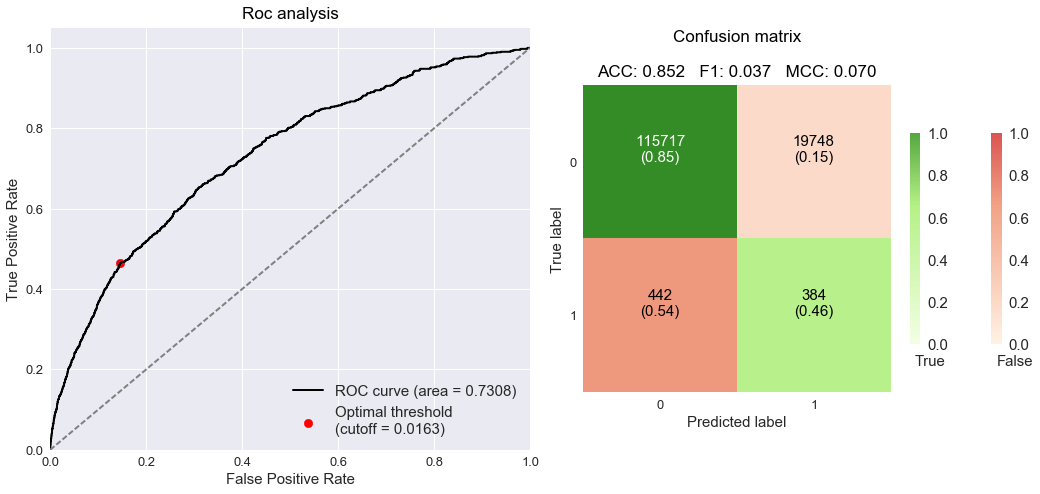 Roc analysis
1.0
0.8
0.6
0.4
0.2
0.0
True Positive Rate
0.0 0.2 0.4 0.6 0.8 1.0
False Positive Rate
ROC curve (area = 0.7308)
Optimal threshold
(cutoff = 0.0163)
Confusion matrix
ACC: 0.852 F1: 0.037 MCC: 0.070
True label
0
1
115717
(0.85)
19748
(0.15)
442
(0.54)
384
(0.46)
0 1
Predicted label
1.0
0.8
0.6
0.4
0.2
0.0
True
1.0
0.8
0.6
0.4
0.2
0.0
False